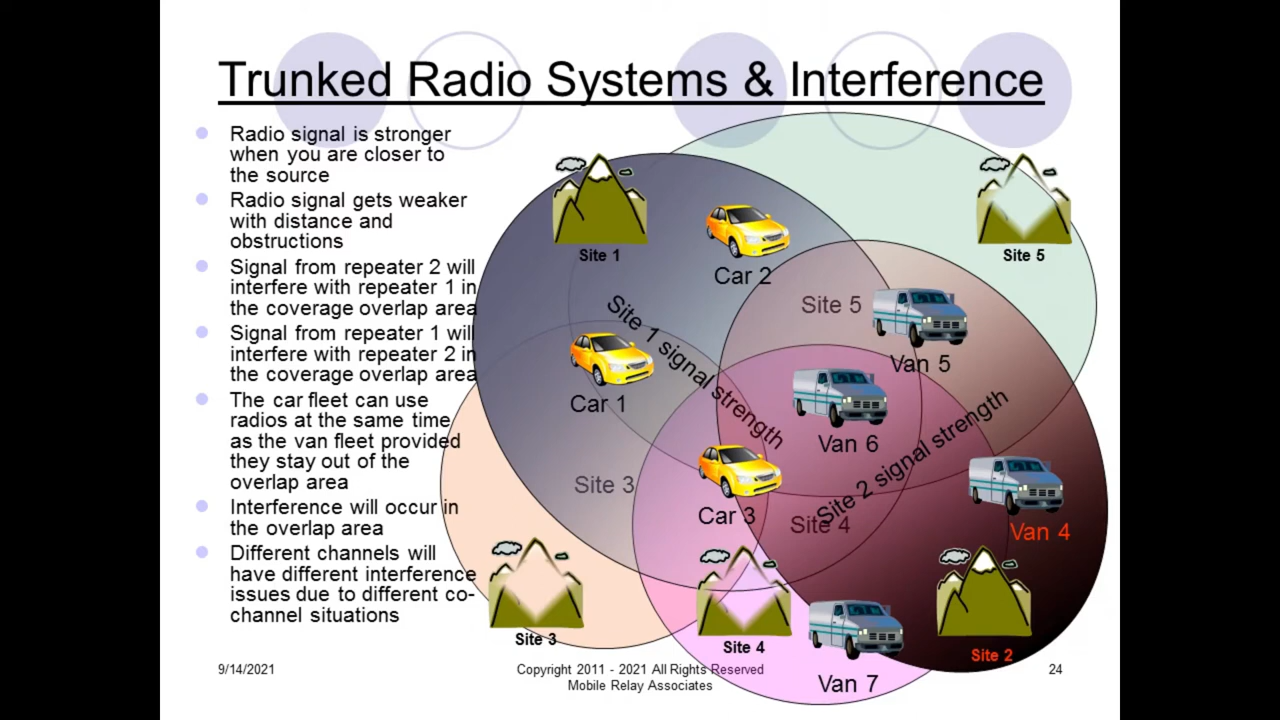 Trunked Radio Systems & Interference
Radio signal is stronger
when you are closer to
the source
Radio signal gets weaker
with distance and
obstructions
Signal from repeater 2 will
interfere with repeater 1 in
the coverage overlap area
Signal from repeater 1 will
interfere with repeater 2 in
the coverage overlap area
The car fleet can use
radios at the same time
as the van fleet provided
they stay out of the
overlap area
Interference will occur in
the overlap area
Different channels will
have different interference
issues due to different co-
channel situations
Site 1
Site 5
Car 2
Site 5
Site 1 signal strength
Van 5
Car 1
Van 6
Site 2 signal strength
Site 3
Car 3
Site 4
Van 4
Site 3
Site 4
Site 2
Van 7
9/14/2021
Copyright 2011 - 2021 All Rights Reserved
Mobile Relay Associates
24